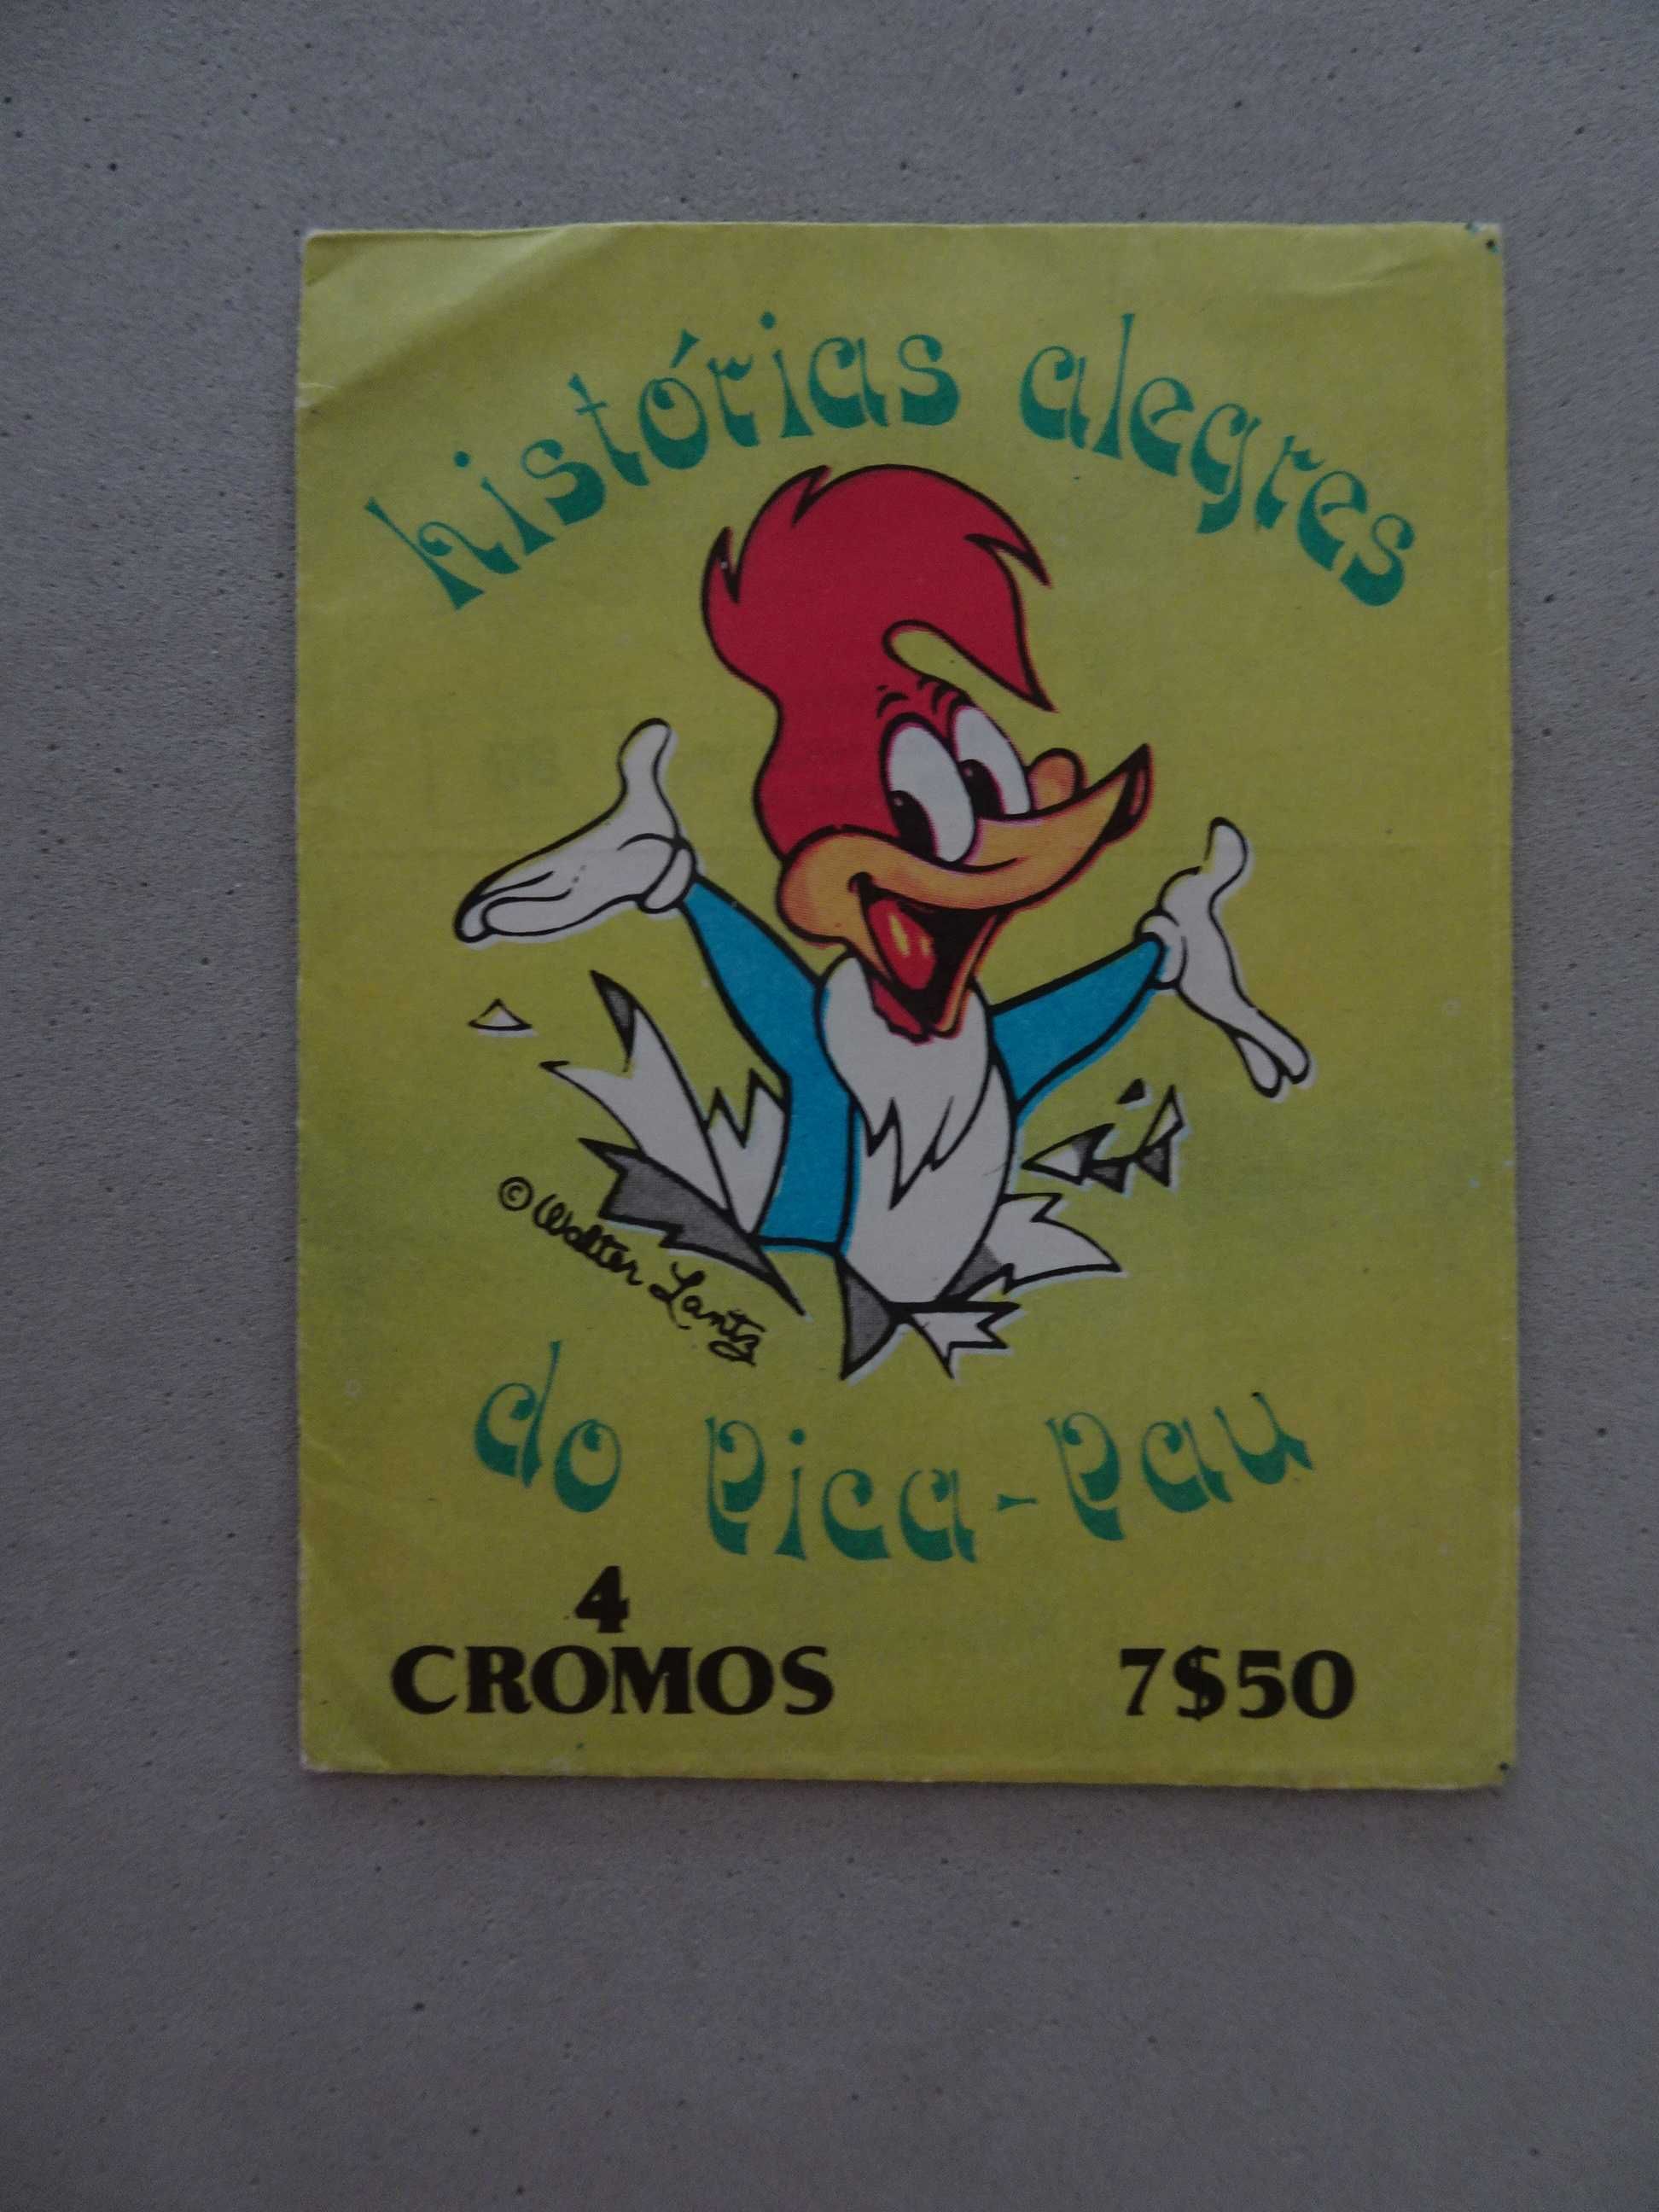 histórias alegres
© Walter Lantz
do pica-pau
4
CROMOS
7$50